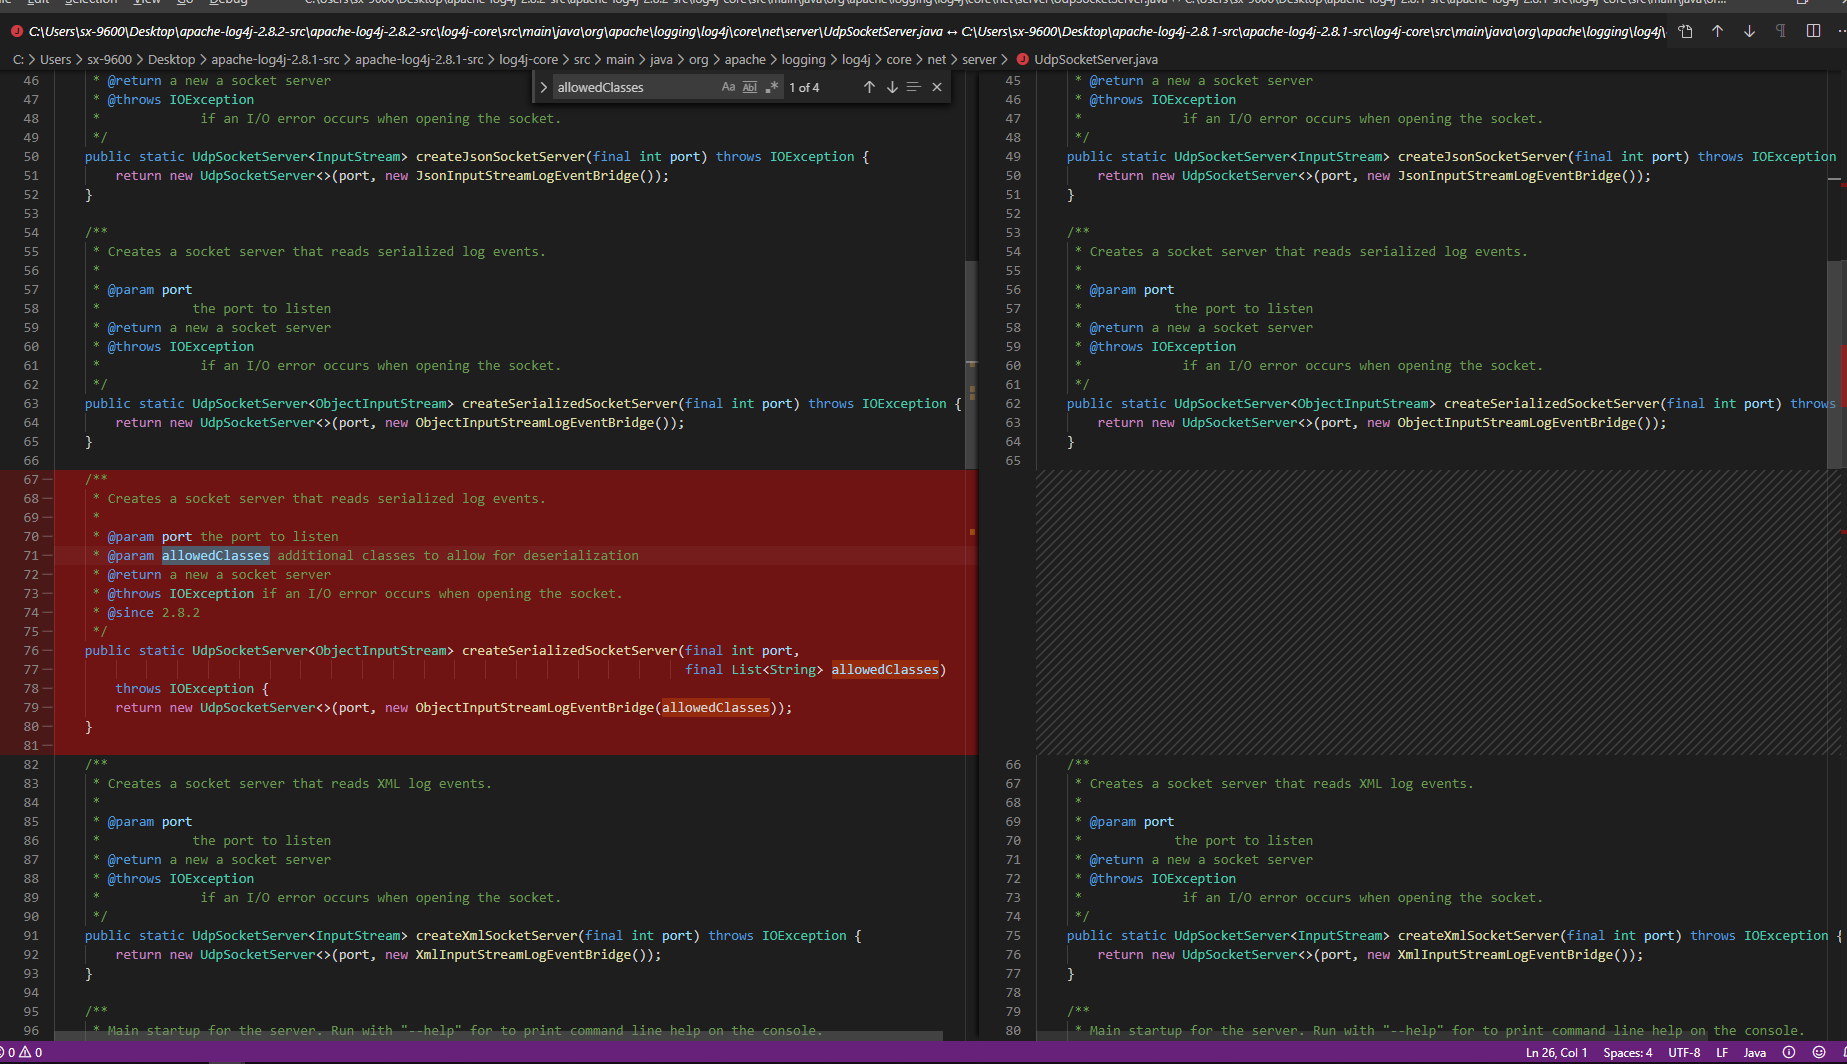 Edit Selection View Go Debug
C:\Users\sx-9600\Desktop\apache-log4j-2.8.2-src\apache-log4j-2.8.2-src\log4j-core\src\main\java\org\apache\logging\log4j\core\net\server\UdpSocketServer.java ↔ C:\Users\sx-9600\Desktop\apache-log4j-2.8.1-src\apache-log4j-2.8.1-src\log4j-core\src\main\java\org\apache\logging\log4j\
C: > Users > sx-9600 > Desktop > apache-log4j-2.8.1-src > apache-log4j-2.8.1-src > log4j-core > src > main > java > org > apache > logging > log4j > core > net > server > UdpSocketServer.java
allowedClasses Aa Abl .* 1 of 4
46 * @return a new a socket server
47 * @throws IOException
48 * if an I/O error occurs when opening the socket.
49 */
50 public static UdpSocketServer<InputStream> createJsonSocketServer(final int port) throws IOException {
51 return new UdpSocketServer<>(port, new JsonInputStreamLogEventBridge());
52 }
53
54 /**
55 * Creates a socket server that reads serialized log events.
56 *
57 * @param port
58 * the port to listen
59 * @return a new a socket server
60 * @throws IOException
61 * if an I/O error occurs when opening the socket.
62 */
63 public static UdpSocketServer<ObjectInputStream> createSerializedSocketServer(final int port) throws IOException {
64 return new UdpSocketServer<>(port, new ObjectInputStreamLogEventBridge());
65 }
66
67 /**
68 * Creates a socket server that reads serialized log events.
69 *
70 * @param port the port to listen
71 * @param allowedClasses additional classes to allow for deserialization
72 * @return a new a socket server
73 * @throws IOException if an I/O error occurs when opening the socket.
74 * @since 2.8.2
75 */
76 public static UdpSocketServer<ObjectInputStream> createSerializedSocketServer(final int port,
77 final List<String> allowedClasses)
78 throws IOException {
79 return new UdpSocketServer<>(port, new ObjectInputStreamLogEventBridge(allowedClasses));
80 }
81
82 /**
83 * Creates a socket server that reads XML log events.
84 *
85 * @param port
86 * the port to listen
87 * @return a new a socket server
88 * @throws IOException
89 * if an I/O error occurs when opening the socket.
90 */
91 public static UdpSocketServer<InputStream> createXmlSocketServer(final int port) throws IOException {
92 return new UdpSocketServer<>(port, new XmlInputStreamLogEventBridge());
93 }
94
95 /**
96 * Main startup for the server. Run with "--help" for to print command line help on the console.
45 * @return a new a socket server
46 * @throws IOException
47 * if an I/O error occurs when opening the socket.
48 */
49 public static UdpSocketServer<InputStream> createJsonSocketServer(final int port) throws IOException
50 return new UdpSocketServer<>(port, new JsonInputStreamLogEventBridge());
51 }
52
53 /**
54 * Creates a socket server that reads serialized log events.
55 *
56 * @param port
57 * the port to listen
58 * @return a new a socket server
59 * @throws IOException
60 * if an I/O error occurs when opening the socket.
61 */
62 public static UdpSocketServer<ObjectInputStream> createSerializedSocketServer(final int port) throws
63 return new UdpSocketServer<>(port, new ObjectInputStreamLogEventBridge());
64 }
65
66 /**
67 * Creates a socket server that reads XML log events.
68 *
69 * @param port
70 * the port to listen
71 * @return a new a socket server
72 * @throws IOException
73 * if an I/O error occurs when opening the socket.
74 */
75 public static UdpSocketServer<InputStream> createXmlSocketServer(final int port) throws IOException {
76 return new UdpSocketServer<>(port, new XmlInputStreamLogEventBridge());
77 }
78
79 /**
80 * Main startup for the server. Run with "--help" for to print command line help on the console.
0 0 Ln 26, Col 1 Spaces: 4 UTF-8 LF Java